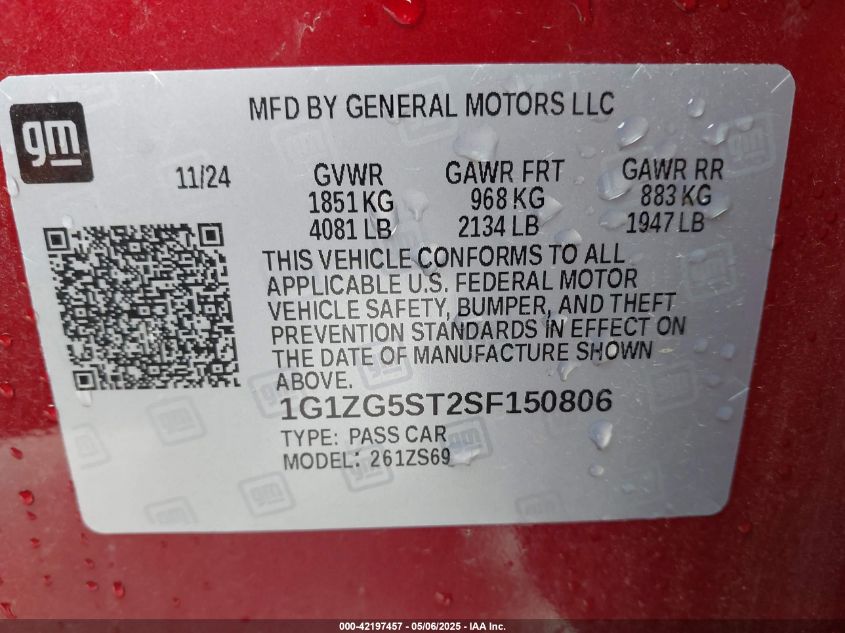 gm
MFD BY GENERAL MOTORS LLC
11/24 GVWR GAWR FRT GAWR RR
1851 KG 968 KG 883 KG
4081 LB 2134 LB 1947 LB
THIS VEHICLE CONFORMS TO ALL
APPLICABLE U.S. FEDERAL MOTOR
VEHICLE SAFETY, BUMPER, AND THEFT
PREVENTION STANDARDS IN EFFECT ON
THE DATE OF MANUFACTURE SHOWN
ABOVE.
1G1ZG5ST2SF150806
TYPE: PASS CAR
MODEL: 261ZS69
000-42197457 - 05/06/2025 - IAA Inc.